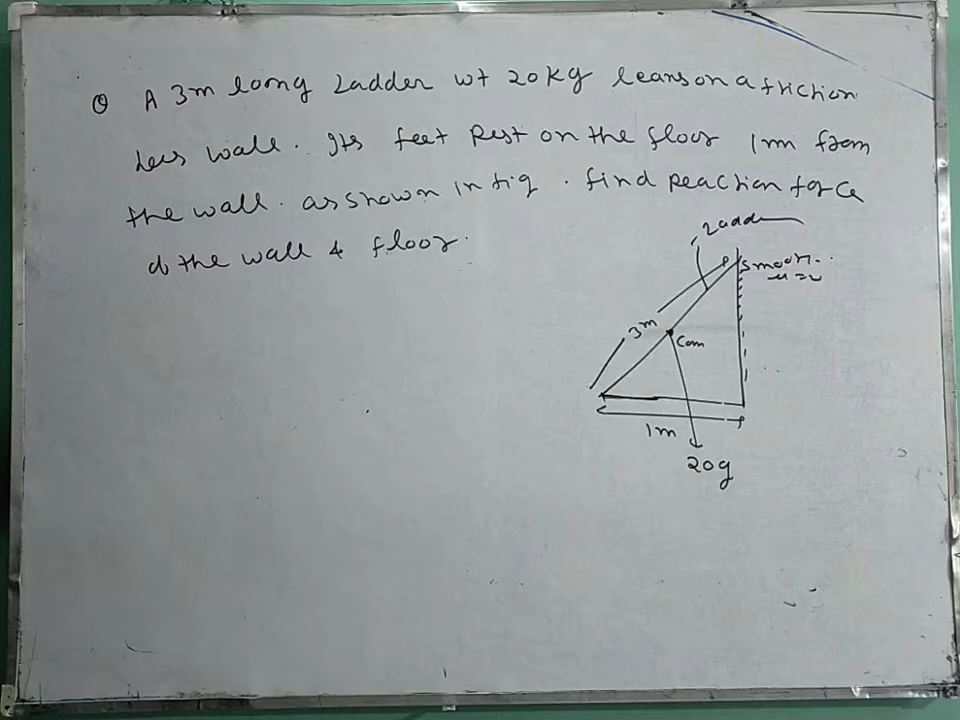 Q A 3m long Ladder wt 20kg leans on a friction
less wall. Its feet Rest on the floor 1m from
the wall. as shown in fig. find reaction force
of the wall & floor.
Ladder
smooth.
μ = 0
3m
Com
1m
20g